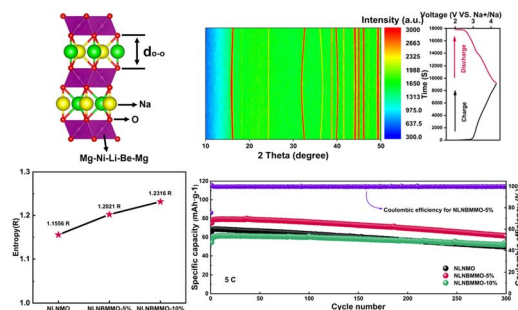 d₀₋₀
Na
O
Mg-Ni-Li-Be-Mg
Intensity (a.u.)
3000
2663
2325
1988
1650
1313
975.0
637.5
300.0
10 20 30 40 50
2 Theta (degree)
Voltage (V VS. Na+/Na)
2 3 4
Time (S)
18000
16000
14000
12000
10000
8000
6000
4000
2000
0
Discharge
Charge
Entropy(R)
1.3
1.2
1.1
1.0
1.1556 R
1.2021 R
1.2316 R
NLNMO NLNBMMO-5% NLNBMMO-10%
Specific capacity (mAh·g-1)
120
100
80
60
40
20
0
Coulombic efficiency for NLNBMMO-5%
5 C
NLNMO
NLNBMMO-5%
NLNBMMO-10%
0 100 200 300
Cycle number
100
80
60
40
20
0